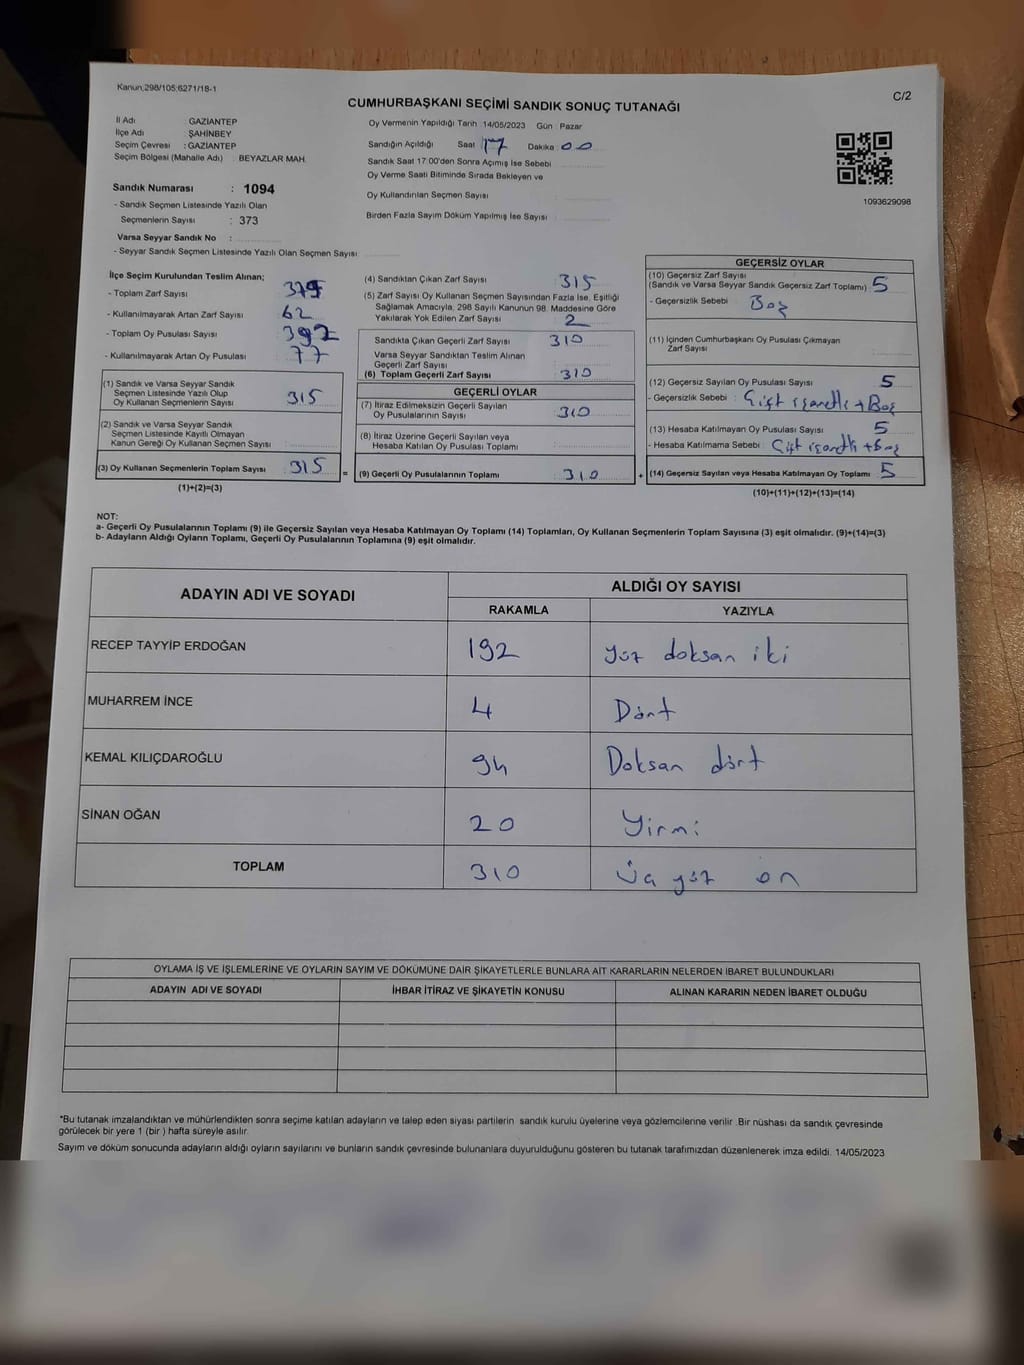 Kanun;298/105;6271/18-1
C/2
CUMHURBAŞKANI SEÇİMİ SANDIK SONUÇ TUTANAĞI
İl Adı : GAZİANTEP
İlçe Adı : ŞAHİNBEY
Seçim Çevresi : GAZİANTEP
Seçim Bölgesi (Mahalle Adı) : BEYAZLAR MAH.
Oy Vermenin Yapıldığı Tarih 14/05/2023 Gün : Pazar
Sandığın Açıldığı Saat 17 Dakika : 00
Sandık Saat 17:00'den Sonra Açımış İse Sebebi
Oy Verme Saati Bitiminde Sırada Bekleyen ve
Oy Kullandırılan Seçmen Sayısı
Birden Fazla Sayım Döküm Yapılmış İse Sayısı
1093629098
Sandık Numarası : 1094
- Sandık Seçmen Listesinde Yazılı Olan
Seçmenlerin Sayısı : 373
Varsa Seyyar Sandık No :
- Seyyar Sandık Seçmen Listesinde Yazılı Olan Seçmen Sayısı:
İlçe Seçim Kurulundan Teslim Alınan;
- Toplam Zarf Sayısı
- Kullanılmayarak Artan Zarf Sayısı 62
- Toplam Oy Pusulası Sayısı 392
- Kullanılmayarak Artan Oy Pusulası 77
(1) Sandık ve Varsa Seyyar Sandık
Seçmen Listesinde Yazılı Olup
Oy Kullanan Seçmenlerin Sayısı 315
(2) Sandık ve Varsa Seyyar Sandık
Seçmen Listesinde Kayıtlı Olmayan
Kanun Gereği Oy Kullanan Seçmen Sayısı :
(3) Oy Kullanan Seçmenlerin Toplam Sayısı 315
(1)+(2)=(3)
(4) Sandıktan Çıkan Zarf Sayısı 315
(5) Zarf Sayısı Oy Kullanan Seçmen Sayısından Fazla İse, Eşitliği
Sağlamak Amacıyla, 298 Sayılı Kanunun 98. Maddesine Göre
Yakılarak Yok Edilen Zarf Sayısı 2
Sandıkta Çıkan Geçerli Zarf Sayısı 310
Varsa Seyyar Sandıktan Teslim Alınan
Geçerli Zarf Sayısı
(6) Toplam Geçerli Zarf Sayısı 310
GEÇERLİ OYLAR
(7) İtiraz Edilmeksizin Geçerli Sayılan
Oy Pusulalarının Sayısı : 310
(8) İtiraz Üzerine Geçerli Sayılan veya
Hesaba Katılan Oy Pusulası Sayısı
= (9) Geçerli Oy Pusulalarının Toplamı : 310
GEÇERSİZ OYLAR
(10) Geçersiz Zarf Sayısı
(Sandık ve Varsa Seyyar Sandık Geçersiz Zarf Toplamı) : 5
- Geçersizlik Sebebi : Boş
(11) İçinden Cumhurbaşkanı Oy Pusulası Çıkmayan
Zarf Sayısı
(12) Geçersiz Sayılan Oy Pusulası Sayısı 5
- Geçersizlik Sebebi : Çift işaretli + Boş
(13) Hesaba Katılmayan Oy Pusulası Sayısı 5
- Hesaba Katılmama Sebebi : Çift işaretli + boş
+ (14) Geçersiz Sayılan veya Hesaba Katılmayan Oy Toplamı 5
(10)+(11)+(12)+(13)=(14)
NOT:
a- Geçerli Oy Pusulalarının Toplamı (9) ile Geçersiz Sayılan veya Hesaba Katılmayan Oy Toplamı (14) Toplamları, Oy Kullanan Seçmenlerin Toplam Sayısına (3) eşit olmalıdır. (9)+(14)=(3)
b- Adayların Aldığı Oyların Toplamı, Geçerli Oy Pusulalarının Toplamına (9) eşit olmalıdır.
ADAYIN ADI VE SOYADI ALDIĞI OY SAYISI
RAKAMLA YAZIYLA
RECEP TAYYİP ERDOĞAN 192 yüz doksan iki
MUHARREM İNCE 4 Dört
KEMAL KILIÇDAROĞLU 94 Doksan dört
SİNAN OĞAN 20 Yirmi
TOPLAM 310 Üç yüz on
OYLAMA İŞ VE İŞLEMLERİNE VE OYLARIN SAYIM VE DÖKÜMÜNE DAİR ŞİKAYETLERLE BUNLARA AİT KARARLARIN NELERDEN İBARET BULUNDUKLARI
ADAYIN ADI VE SOYADI İHBAR İTİRAZ VE ŞİKAYETİN KONUSU ALINAN KARARIN NEDEN İBARET OLDUĞU
*Bu tutanak imzalandıktan ve mühürlendikten sonra seçime katılan adayların ve talep eden siyasi partilerin sandık kurulu üyelerine veya gözlemcilerine verilir .Bir nüshası da sandık çevresinde
görülecek bir yere 1 (bir ) hafta süreyle asılır.
Sayım ve döküm sonucunda adayların aldığı oyların sayılarını ve bunların sandık çevresinde bulunanlara duyurulduğunu gösteren bu tutanak tarafımızdan düzenlenerek imza edildi. 14/05/2023